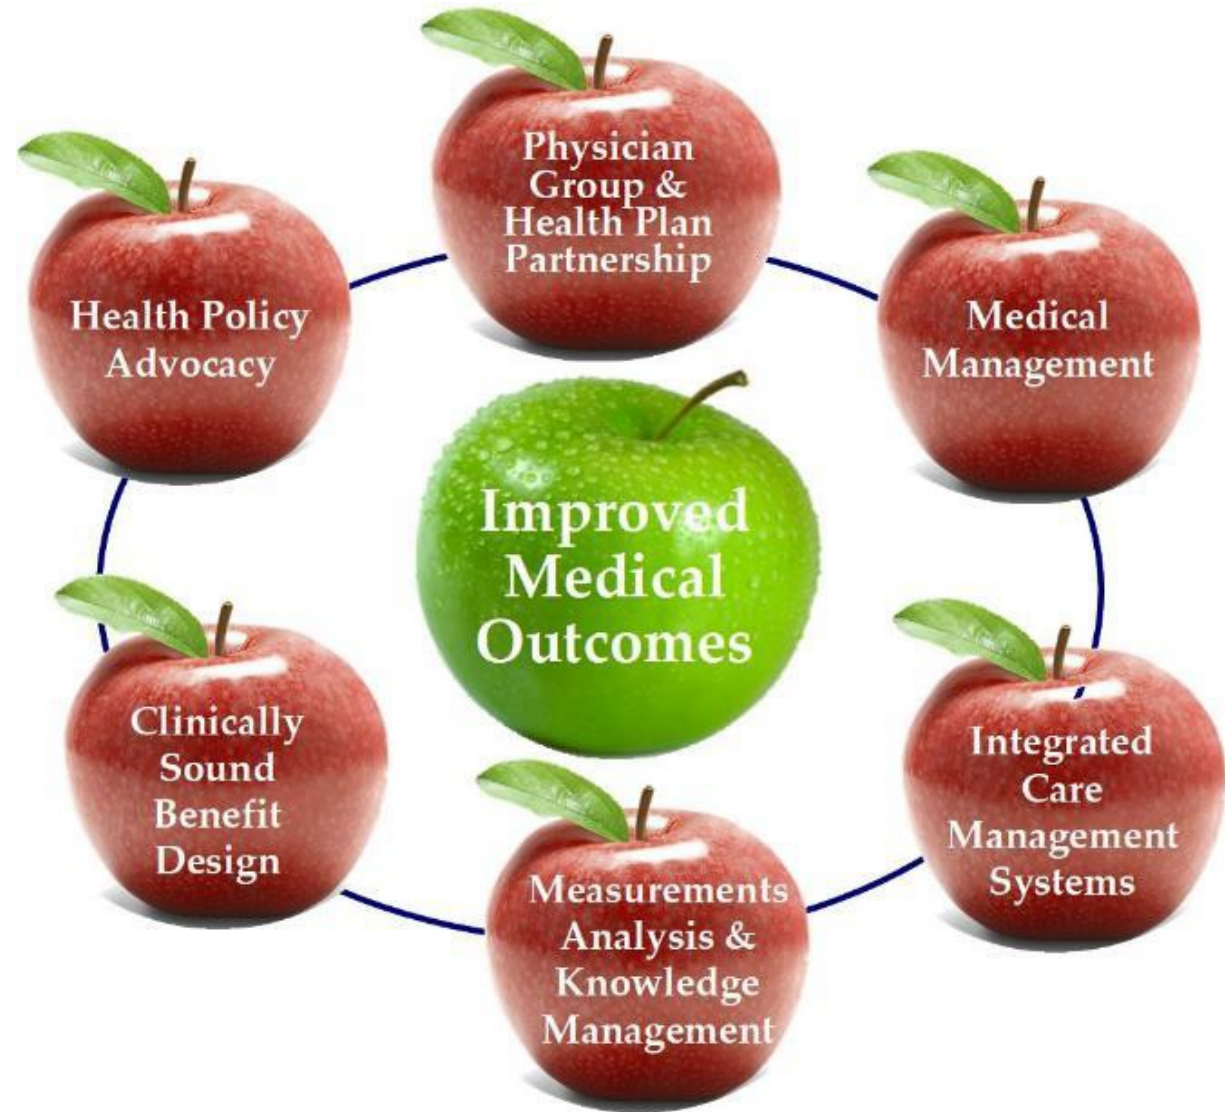 Physician
Group &
Health Plan
Partnership
Health Policy
Advocacy
Medical
Management
Improved
Medical
Outcomes
Clinically
Sound
Benefit
Design
Integrated
Care
Management
Systems
Measurements
Analysis &
Knowledge
Management